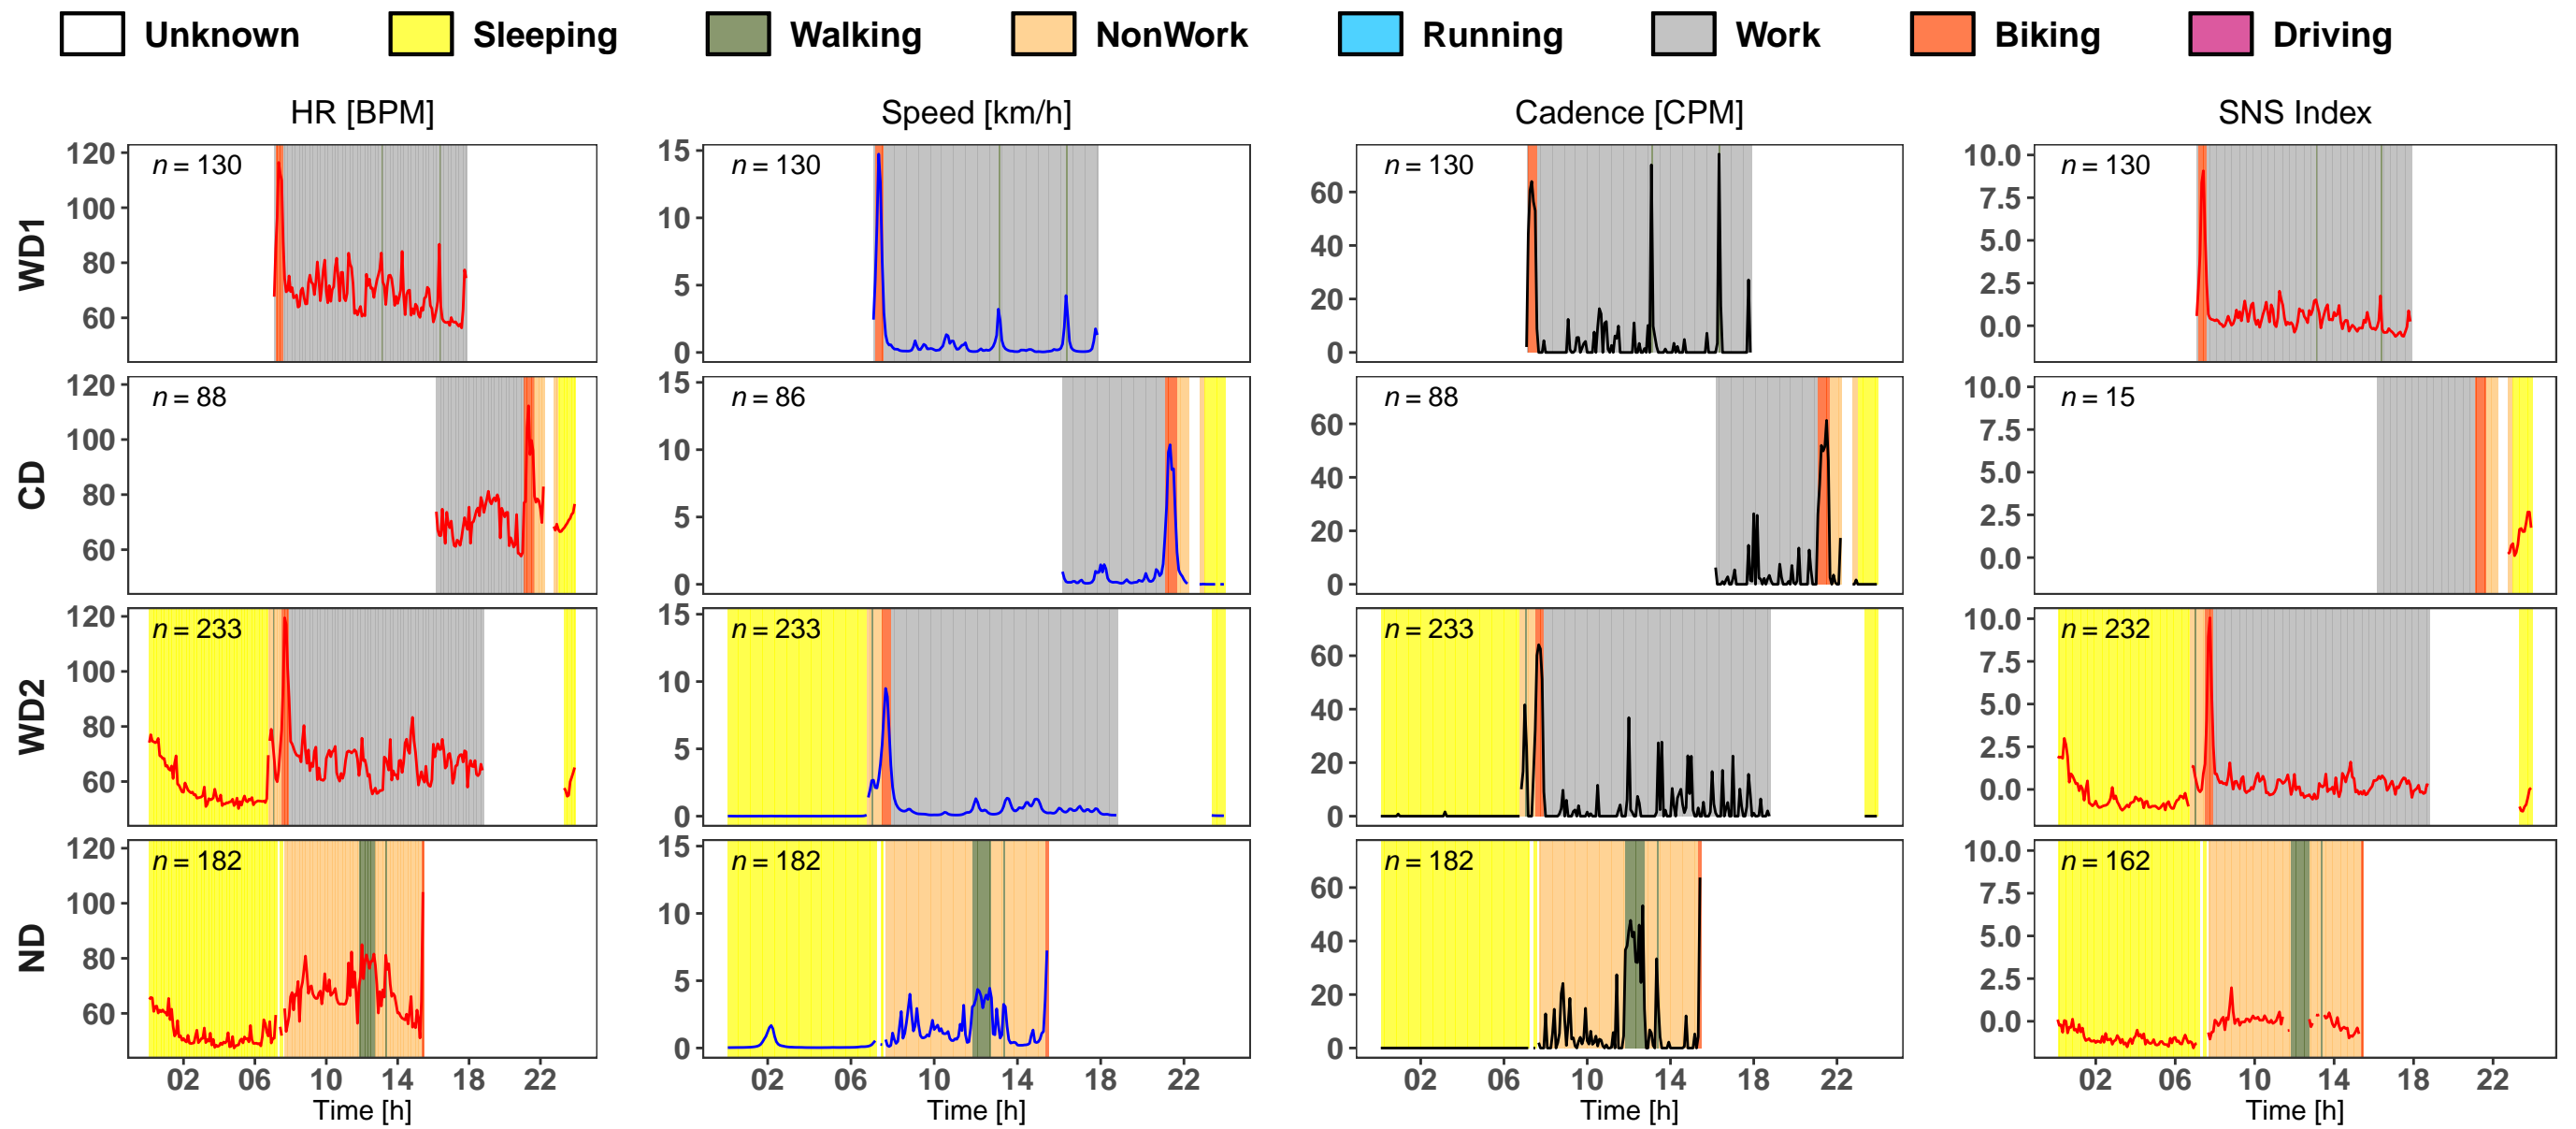 Unknown Sleeping Walking NonWork Running Work Biking Driving
HR [BPM] Speed [km/h] Cadence [CPM] SNS Index
WD1
120
100
80
60
n = 130
15
10
5
0
n = 130
60
40
20
0
n = 130
10.0
7.5
5.0
2.5
0.0
n = 130
CD
120
100
80
60
n = 88
15
10
5
0
n = 86
60
40
20
0
n = 88
10.0
7.5
5.0
2.5
0.0
n = 15
WD2
120
100
80
60
n = 233
15
10
5
0
n = 233
60
40
20
0
n = 233
10.0
7.5
5.0
2.5
0.0
n = 232
ND
120
100
80
60
n = 182
15
10
5
0
n = 182
60
40
20
0
n = 182
10.0
7.5
5.0
2.5
0.0
n = 162
02 06 10 14 18 22 02 06 10 14 18 22 02 06 10 14 18 22 02 06 10 14 18 22
Time [h] Time [h] Time [h] Time [h]